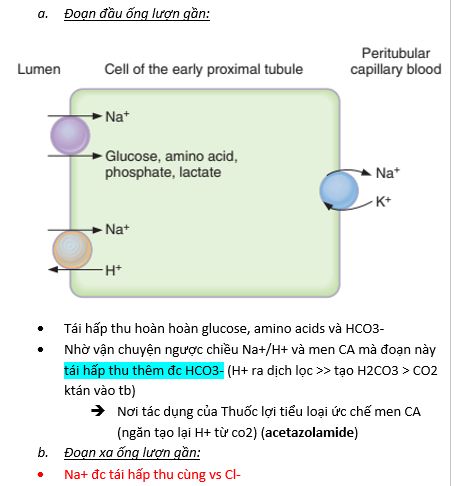 a. Đoạn đầu ống lượn gần:
Peritubular
Lumen Cell of the early proximal tubule capillary blood
Na⁺
Glucose, amino acid,
phosphate, lactate
Na⁺
K⁺
Na⁺
H⁺
• Tái hấp thu hoàn hoàn glucose, amino acids và HCO3-
• Nhờ vận chuyện ngược chiều Na+/H+ và men CA mà đoạn này
tái hấp thu thêm đc HCO3- (H+ ra dịch lọc >> tạo H2CO3 > CO2
ktán vào tb)
➔ Nơi tác dụng của Thuốc lợi tiểu loại ức chế men CA
(ngăn tạo lại H+ từ co2) (acetazolamide)
b. Đoạn xa ống lượn gần:
• Na+ đc tái hấp thu cùng vs Cl-